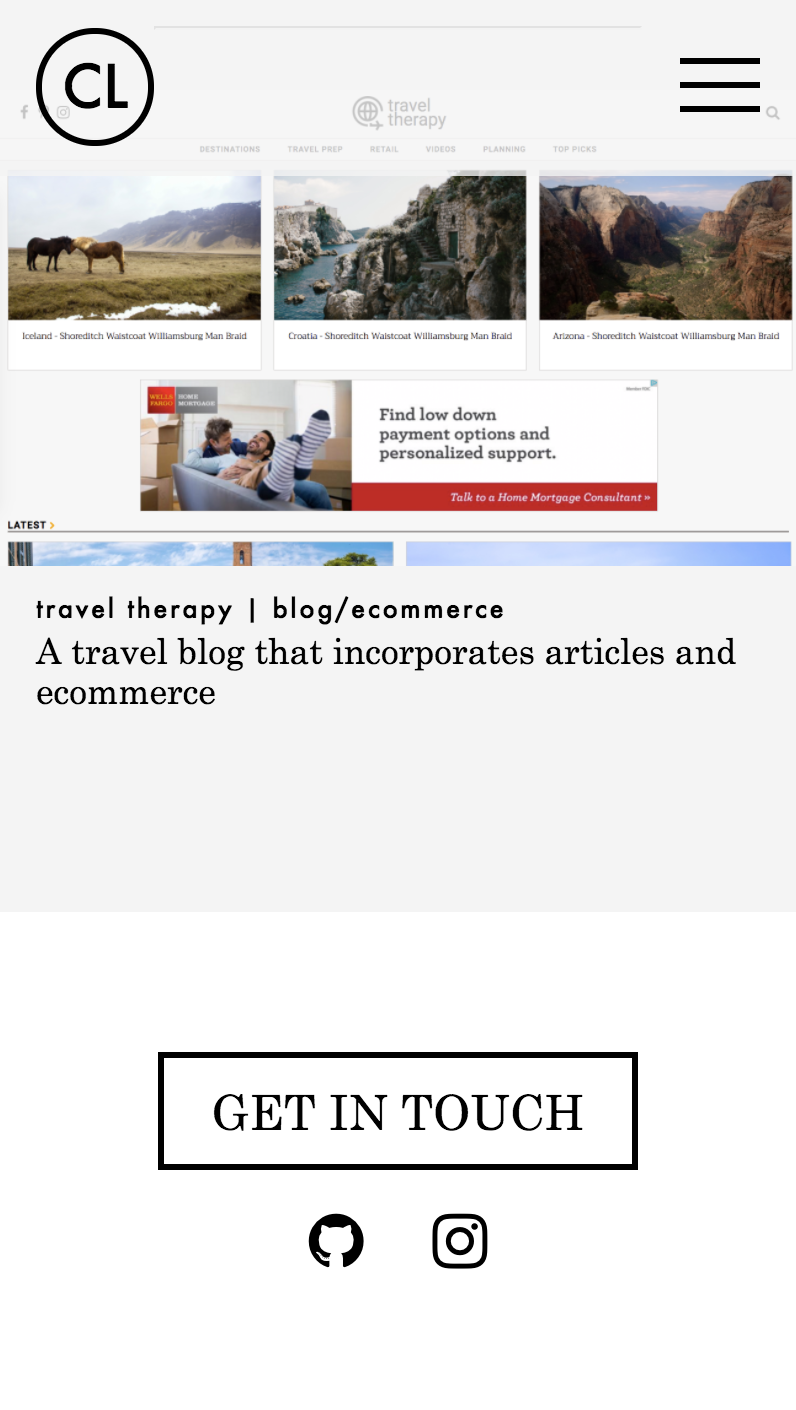 CL
travel
therapy
DESTINATIONS TRAVEL PREP RETAIL VIDEOS PLANNING TOP PICKS
Iceland - Shoreditch Waistcoat Williamsburg Man Braid
Croatia - Shoreditch Waistcoat Williamsburg Man Braid
Arizona - Shoreditch Waistcoat Williamsburg Man Braid
WELLS
FARGO
HOME
MORTGAGE
Member FDIC
Find low down
payment options and
personalized support.
Talk to a Home Mortgage Consultant »
LATEST >
travel therapy | blog/ecommerce
A travel blog that incorporates articles and
ecommerce
GET IN TOUCH